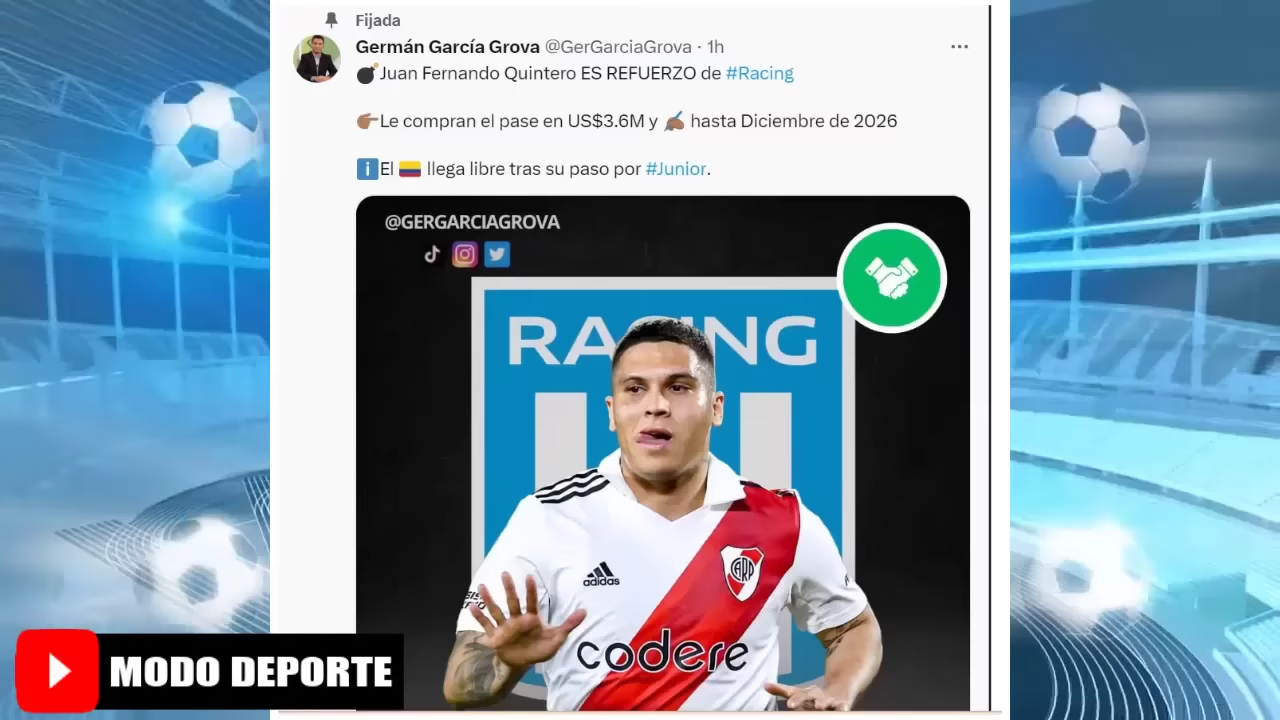 Fijada
Germán García Grova @GerGarciaGrova · 1h
💣Juan Fernando Quintero ES REFUERZO de #Racing
👉🏽Le compran el pase en US$3.6M y ✍🏽 hasta Diciembre de 2026
ℹ️El 🇨🇴 llega libre tras su paso por #Junior.
@GERGARCIAGROVA
RACING
CARP
adidas
codere
MODO DEPORTE